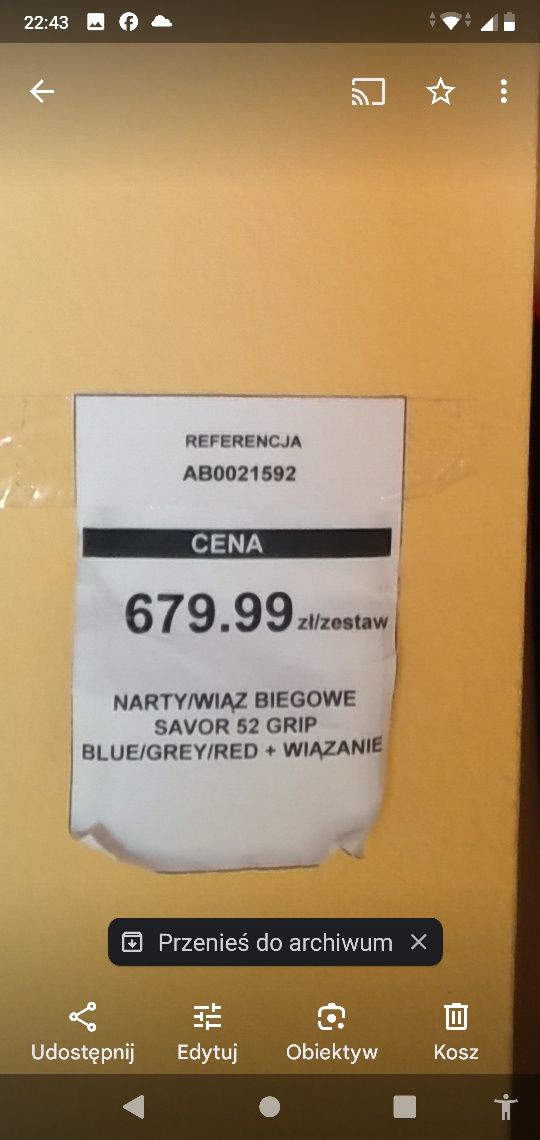 22:43
REFERENCJA
AB0021592
CENA
679.99 zł/zestaw
NARTY/WIĄZ BIEGOWE
SAVOR 52 GRIP
BLUE/GREY/RED + WIĄZANIE
Przenieś do archiwum
Udostępnij
Edytuj
Obiektyw
Kosz